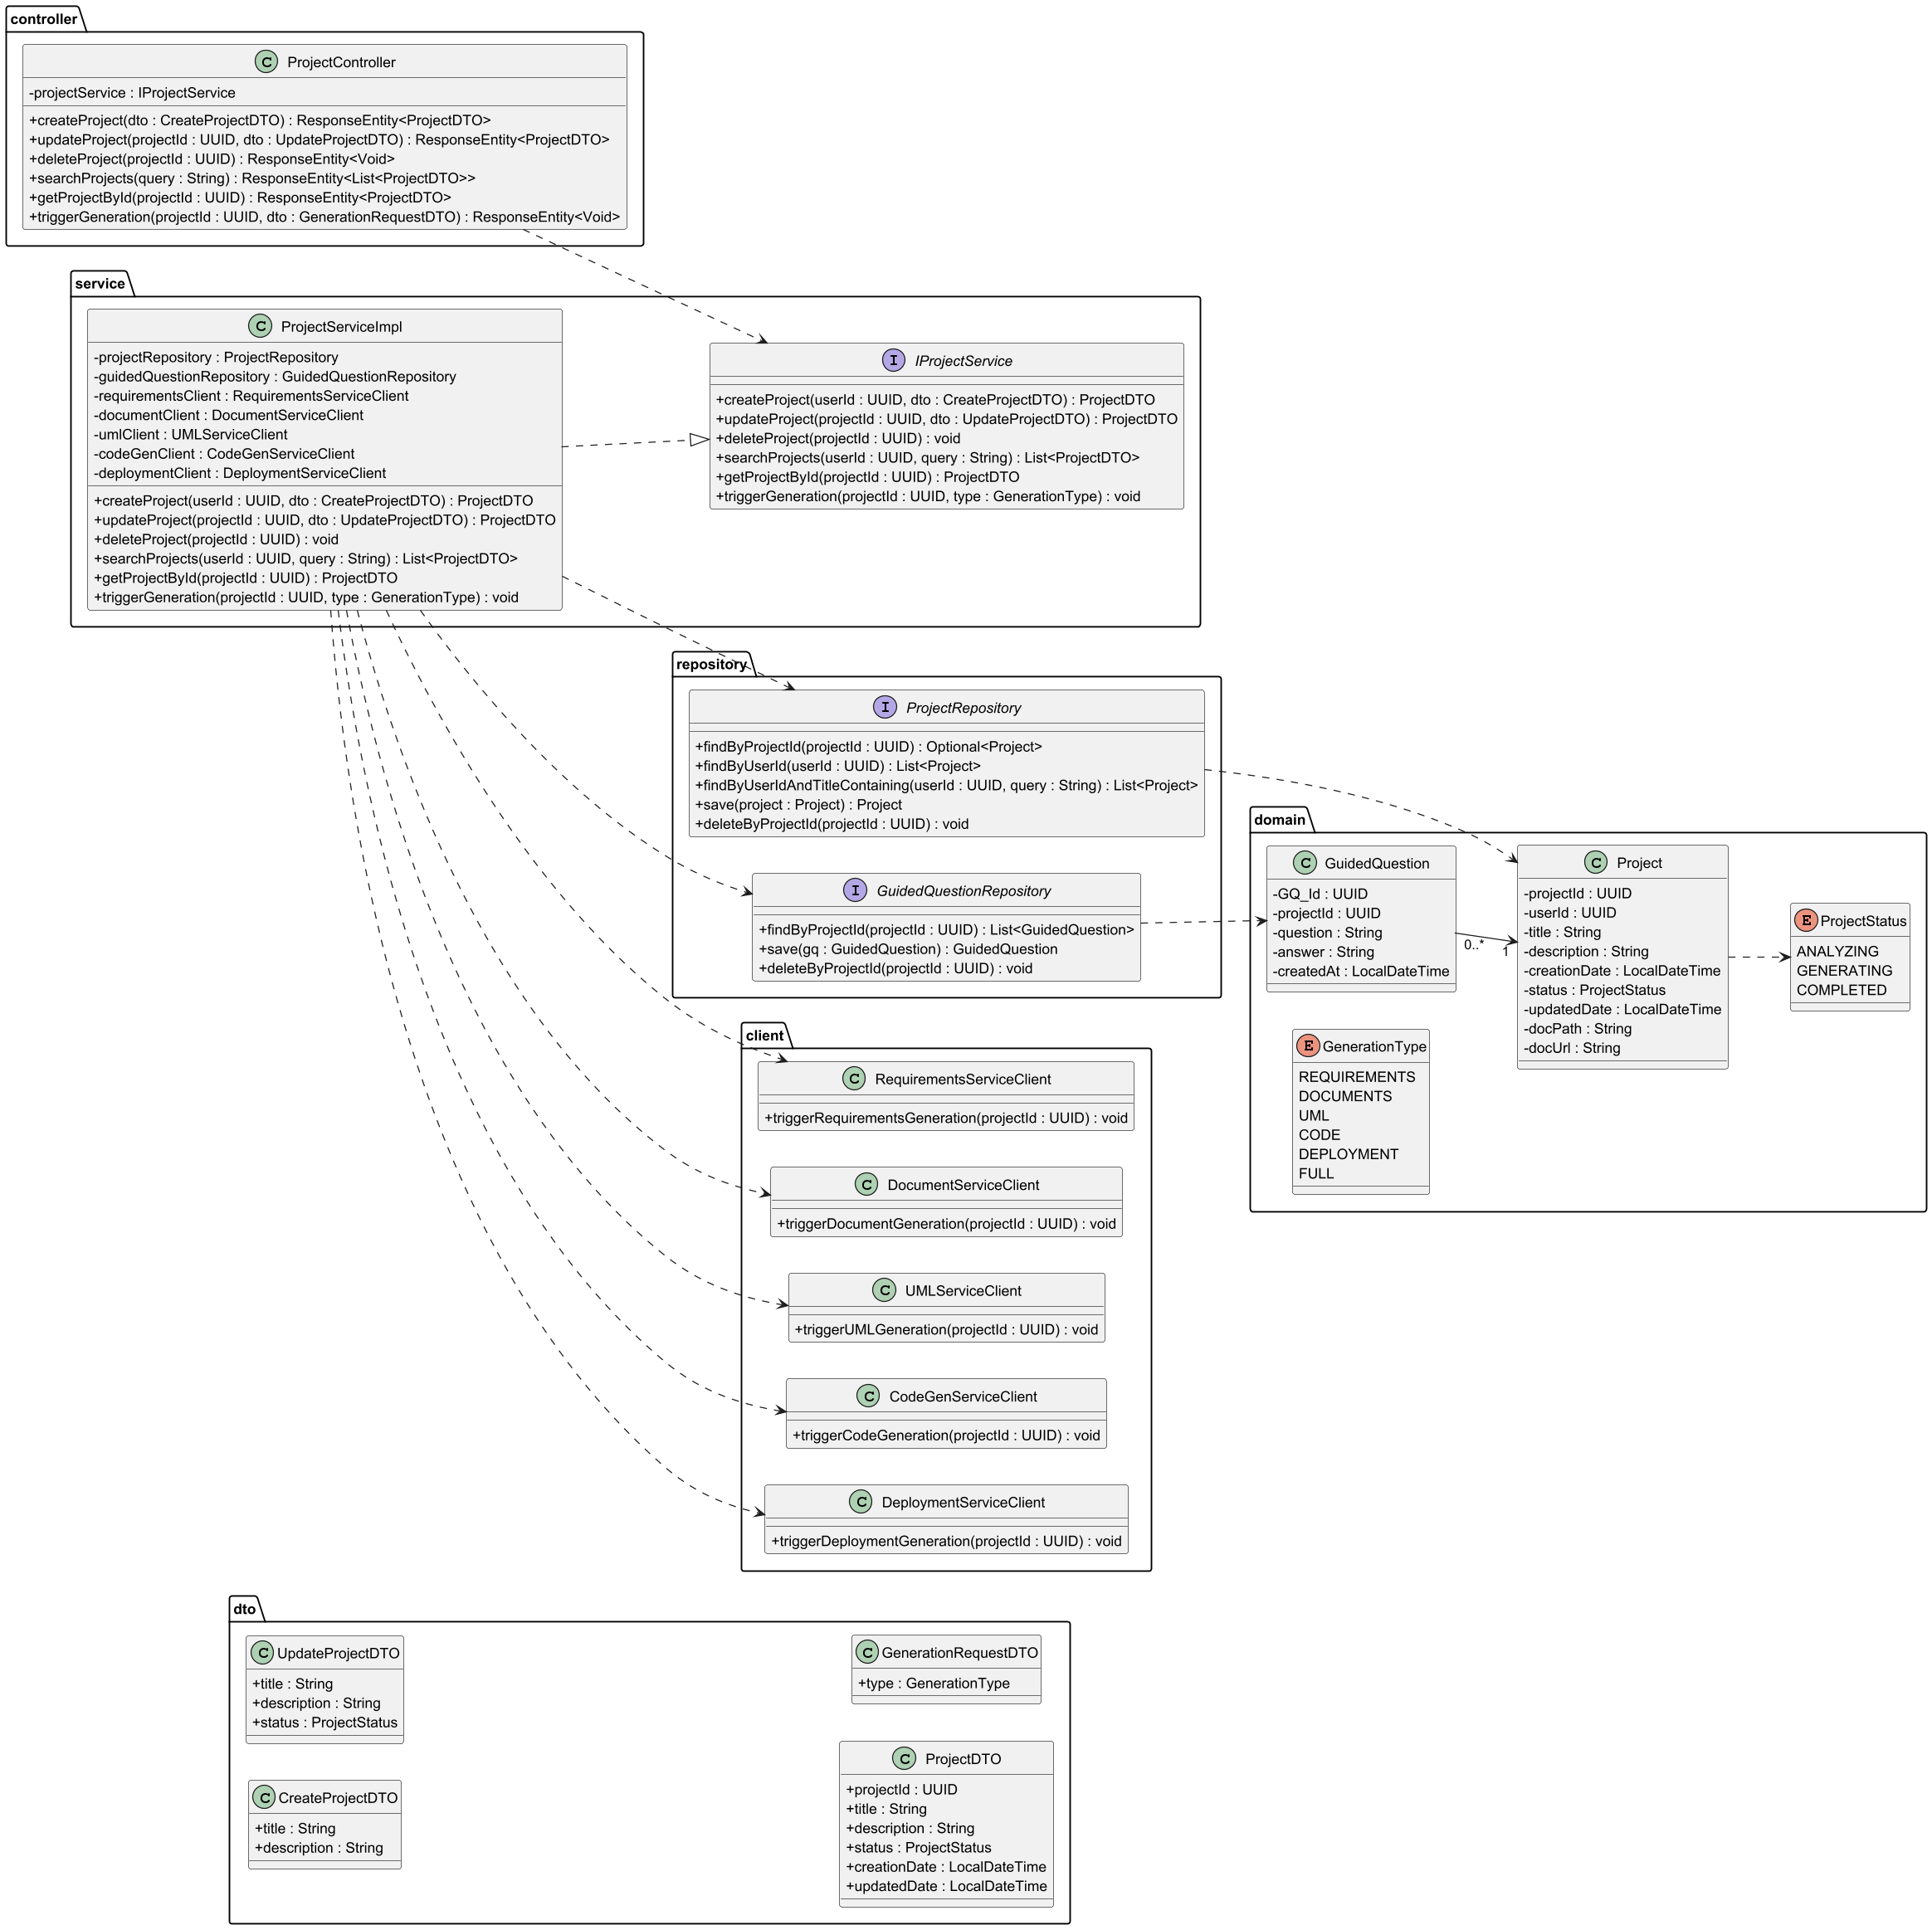 controller
C ProjectController
-projectService : IProjectService
+createProject(dto : CreateProjectDTO) : ResponseEntity<ProjectDTO>
+updateProject(projectId : UUID, dto : UpdateProjectDTO) : ResponseEntity<ProjectDTO>
+deleteProject(projectId : UUID) : ResponseEntity<Void>
+searchProjects(query : String) : ResponseEntity<List<ProjectDTO>>
+getProjectById(projectId : UUID) : ResponseEntity<ProjectDTO>
+triggerGeneration(projectId : UUID, dto : GenerationRequestDTO) : ResponseEntity<Void>
service
C ProjectServiceImpl
-projectRepository : ProjectRepository
-guidedQuestionRepository : GuidedQuestionRepository
-requirementsClient : RequirementsServiceClient
-documentClient : DocumentServiceClient
-umlClient : UMLServiceClient
-codeGenClient : CodeGenServiceClient
-deploymentClient : DeploymentServiceClient
+createProject(userId : UUID, dto : CreateProjectDTO) : ProjectDTO
+updateProject(projectId : UUID, dto : UpdateProjectDTO) : ProjectDTO
+deleteProject(projectId : UUID) : void
+searchProjects(userId : UUID, query : String) : List<ProjectDTO>
+getProjectById(projectId : UUID) : ProjectDTO
+triggerGeneration(projectId : UUID, type : GenerationType) : void
I IProjectService
+createProject(userId : UUID, dto : CreateProjectDTO) : ProjectDTO
+updateProject(projectId : UUID, dto : UpdateProjectDTO) : ProjectDTO
+deleteProject(projectId : UUID) : void
+searchProjects(userId : UUID, query : String) : List<ProjectDTO>
+getProjectById(projectId : UUID) : ProjectDTO
+triggerGeneration(projectId : UUID, type : GenerationType) : void
repository
I ProjectRepository
+findByProjectId(projectId : UUID) : Optional<Project>
+findByUserId(userId : UUID) : List<Project>
+findByUserIdAndTitleContaining(userId : UUID, query : String) : List<Project>
+save(project : Project) : Project
+deleteByProjectId(projectId : UUID) : void
I GuidedQuestionRepository
+findByProjectId(projectId : UUID) : List<GuidedQuestion>
+save(gq : GuidedQuestion) : GuidedQuestion
+deleteByProjectId(projectId : UUID) : void
domain
C GuidedQuestion
-GQ_Id : UUID
-projectId : UUID
-question : String
-answer : String
-createdAt : LocalDateTime
0..*
1
C Project
-projectId : UUID
-userId : UUID
-title : String
-description : String
-creationDate : LocalDateTime
-status : ProjectStatus
-updatedDate : LocalDateTime
-docPath : String
-docUrl : String
E ProjectStatus
ANALYZING
GENERATING
COMPLETED
E GenerationType
REQUIREMENTS
DOCUMENTS
UML
CODE
DEPLOYMENT
FULL
client
C RequirementsServiceClient
+triggerRequirementsGeneration(projectId : UUID) : void
C DocumentServiceClient
+triggerDocumentGeneration(projectId : UUID) : void
C UMLServiceClient
+triggerUMLGeneration(projectId : UUID) : void
C CodeGenServiceClient
+triggerCodeGeneration(projectId : UUID) : void
C DeploymentServiceClient
+triggerDeploymentGeneration(projectId : UUID) : void
dto
C UpdateProjectDTO
+title : String
+description : String
+status : ProjectStatus
C GenerationRequestDTO
+type : GenerationType
C CreateProjectDTO
+title : String
+description : String
C ProjectDTO
+projectId : UUID
+title : String
+description : String
+status : ProjectStatus
+creationDate : LocalDateTime
+updatedDate : LocalDateTime